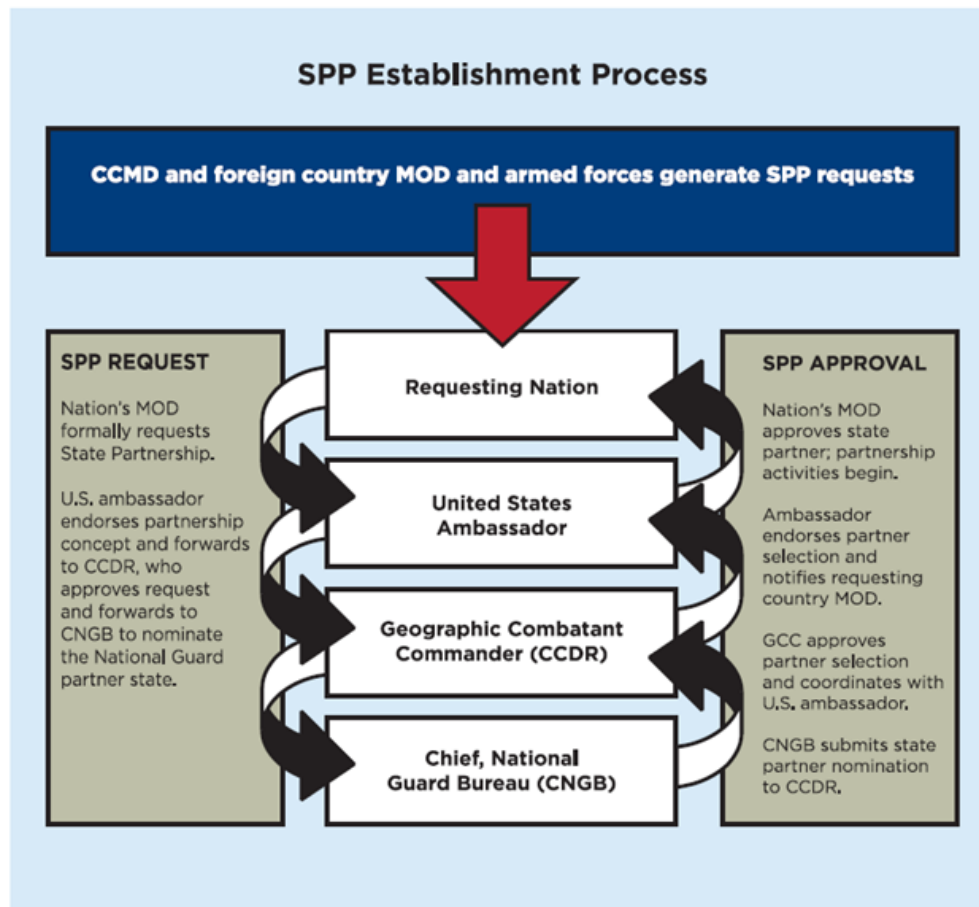 SPP Establishment Process
CCMD and foreign country MOD and armed forces generate SPP requests
SPP REQUEST
Nation's MOD
formally requests
State Partnership.
U.S. ambassador
endorses partnership
concept and forwards
to CCDR, who
approves request
and forwards to
CNGB to nominate
the National Guard
partner state.
Requesting Nation
United States
Ambassador
Geographic Combatant
Commander (CCDR)
Chief, National
Guard Bureau (CNGB)
SPP APPROVAL
Nation's MOD
approves state
partner; partnership
activities begin.
Ambassador
endorses partner
selection and
notifies requesting
country MOD.
GCC approves
partner selection
and coordinates with
U.S. ambassador.
CNGB submits state
partner nomination
to CCDR.